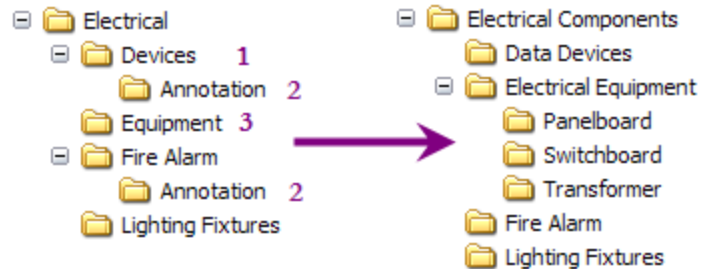 Electrical
Devices 1
Annotation 2
Equipment 3
Fire Alarm
Annotation 2
Lighting Fixtures
Electrical Components
Data Devices
Electrical Equipment
Panelboard
Switchboard
Transformer
Fire Alarm
Lighting Fixtures